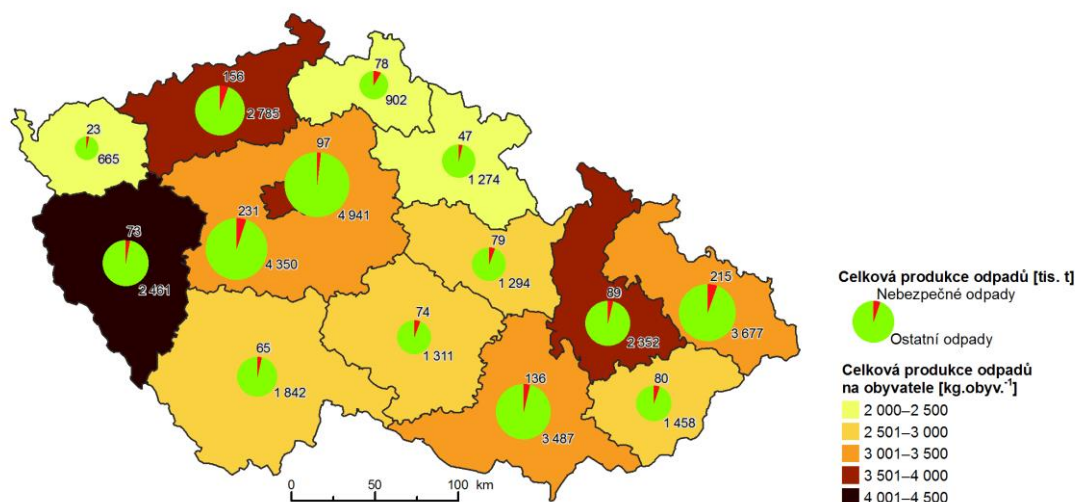 78
902
156
2 785
23
665
47
1 274
97
4 941
231
4 350
73
2 461
79
1 294
215
3 677
89
2 352
74
1 311
65
1 842
136
3 487
80
1 458
0 50 100 km
Celková produkce odpadů [tis. t]
Nebezpečné odpady
Ostatní odpady
Celková produkce odpadů
na obyvatele [kg.obyv.⁻¹]
2 000–2 500
2 501–3 000
3 001–3 500
3 501–4 000
4 001–4 500